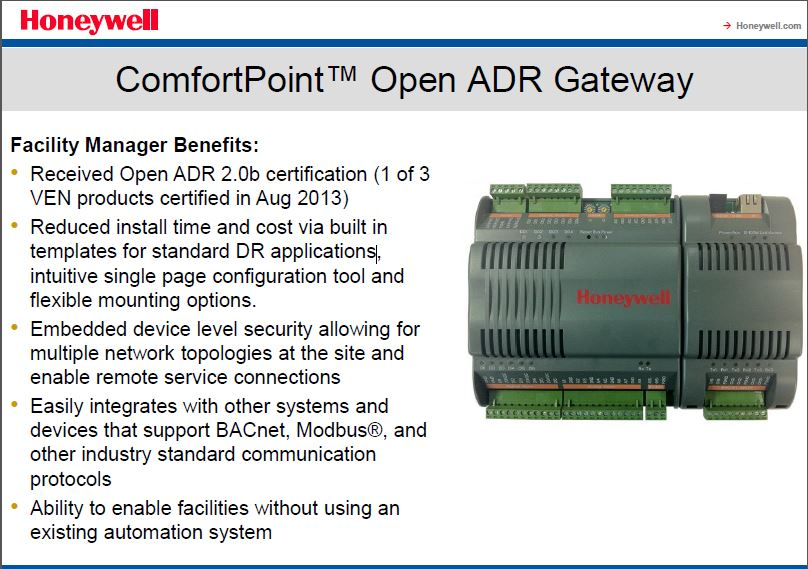 Honeywell
→ Honeywell.com
ComfortPoint™ Open ADR Gateway
Facility Manager Benefits:
• Received Open ADR 2.0b certification (1 of 3
VEN products certified in Aug 2013)
• Reduced install time and cost via built in
templates for standard DR applications,
intuitive single page configuration tool and
flexible mounting options.
• Embedded device level security allowing for
multiple network topologies at the site and
enable remote service connections
• Easily integrates with other systems and
devices that support BACnet, Modbus®, and
other industry standard communication
protocols
• Ability to enable facilities without using an
existing automation system
Honeywell